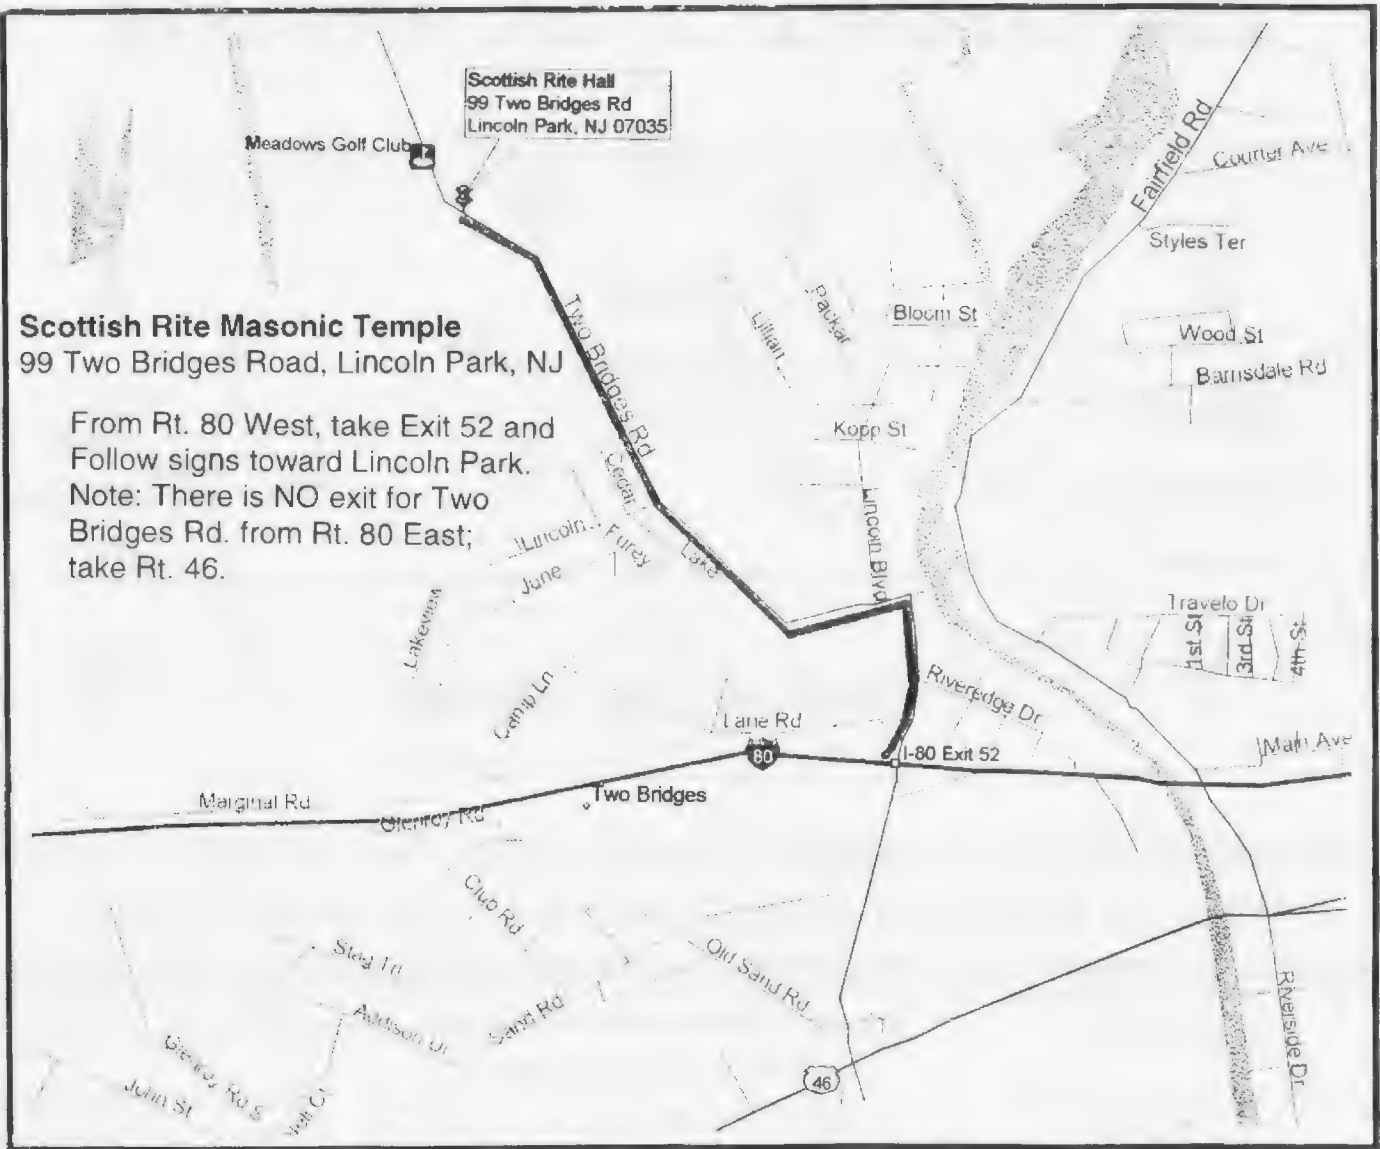 Scottish Rite Hall
99 Two Bridges Rd
Lincoln Park, NJ 07035
Meadows Golf Club
Fairfield Rd
Courter Ave
Styles Ter
Scottish Rite Masonic Temple
99 Two Bridges Road, Lincoln Park, NJ
From Rt. 80 West, take Exit 52 and
Follow signs toward Lincoln Park.
Note: There is NO exit for Two
Bridges Rd. from Rt. 80 East;
take Rt. 46.
Two Bridges Rd
Lillian
Packar
Bloom St
Wood St
Barnsdale Rd
Kopp St
Cedar
Lincoln
Furey
Lake
June
Lincoln Blvd
Lakeview
Travelo Dr
1st St
3rd St
4th St
Camp Ln
Riveredge Dr
Lane Rd
80
I-80 Exit 52
Main Ave
Two Bridges
Marginal Rd
Glenroy Rd
Club Rd
Stag Trl
Addison Dr
Sand Rd
Old Sand Rd
Riverside Dr
Glenroy Rd S
John St
46